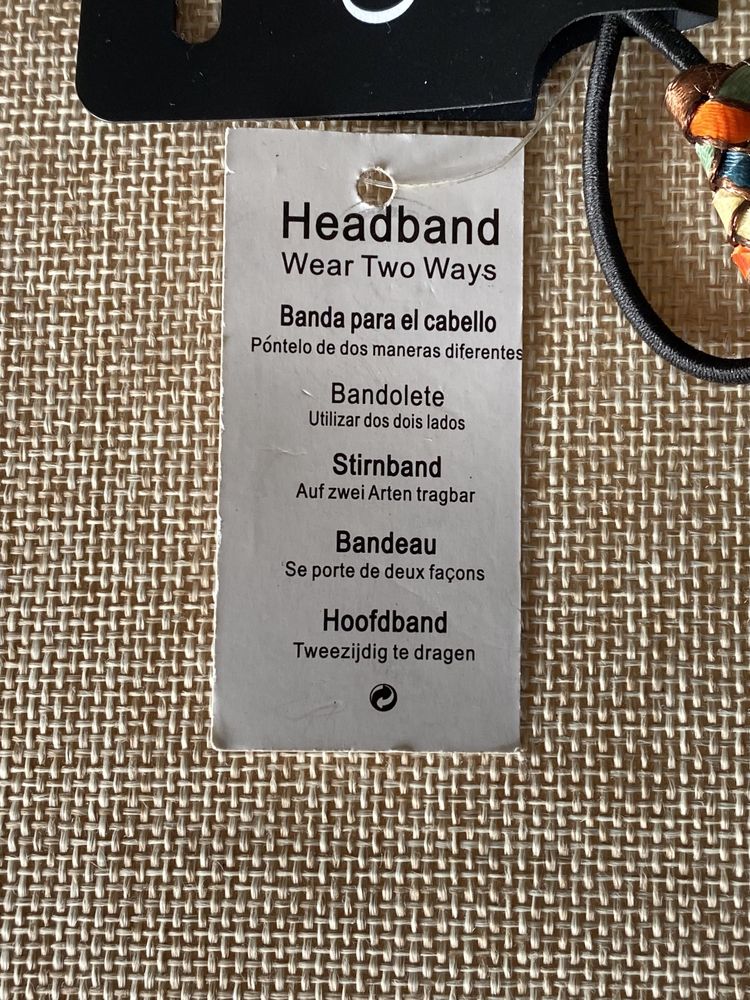 Headband
Wear Two Ways
Banda para el cabello
Póntelo de dos maneras diferentes
Bandolete
Utilizar dos dois lados
Stirnband
Auf zwei Arten tragbar
Bandeau
Se porte de deux façons
Hoofdband
Tweezijdig te dragen